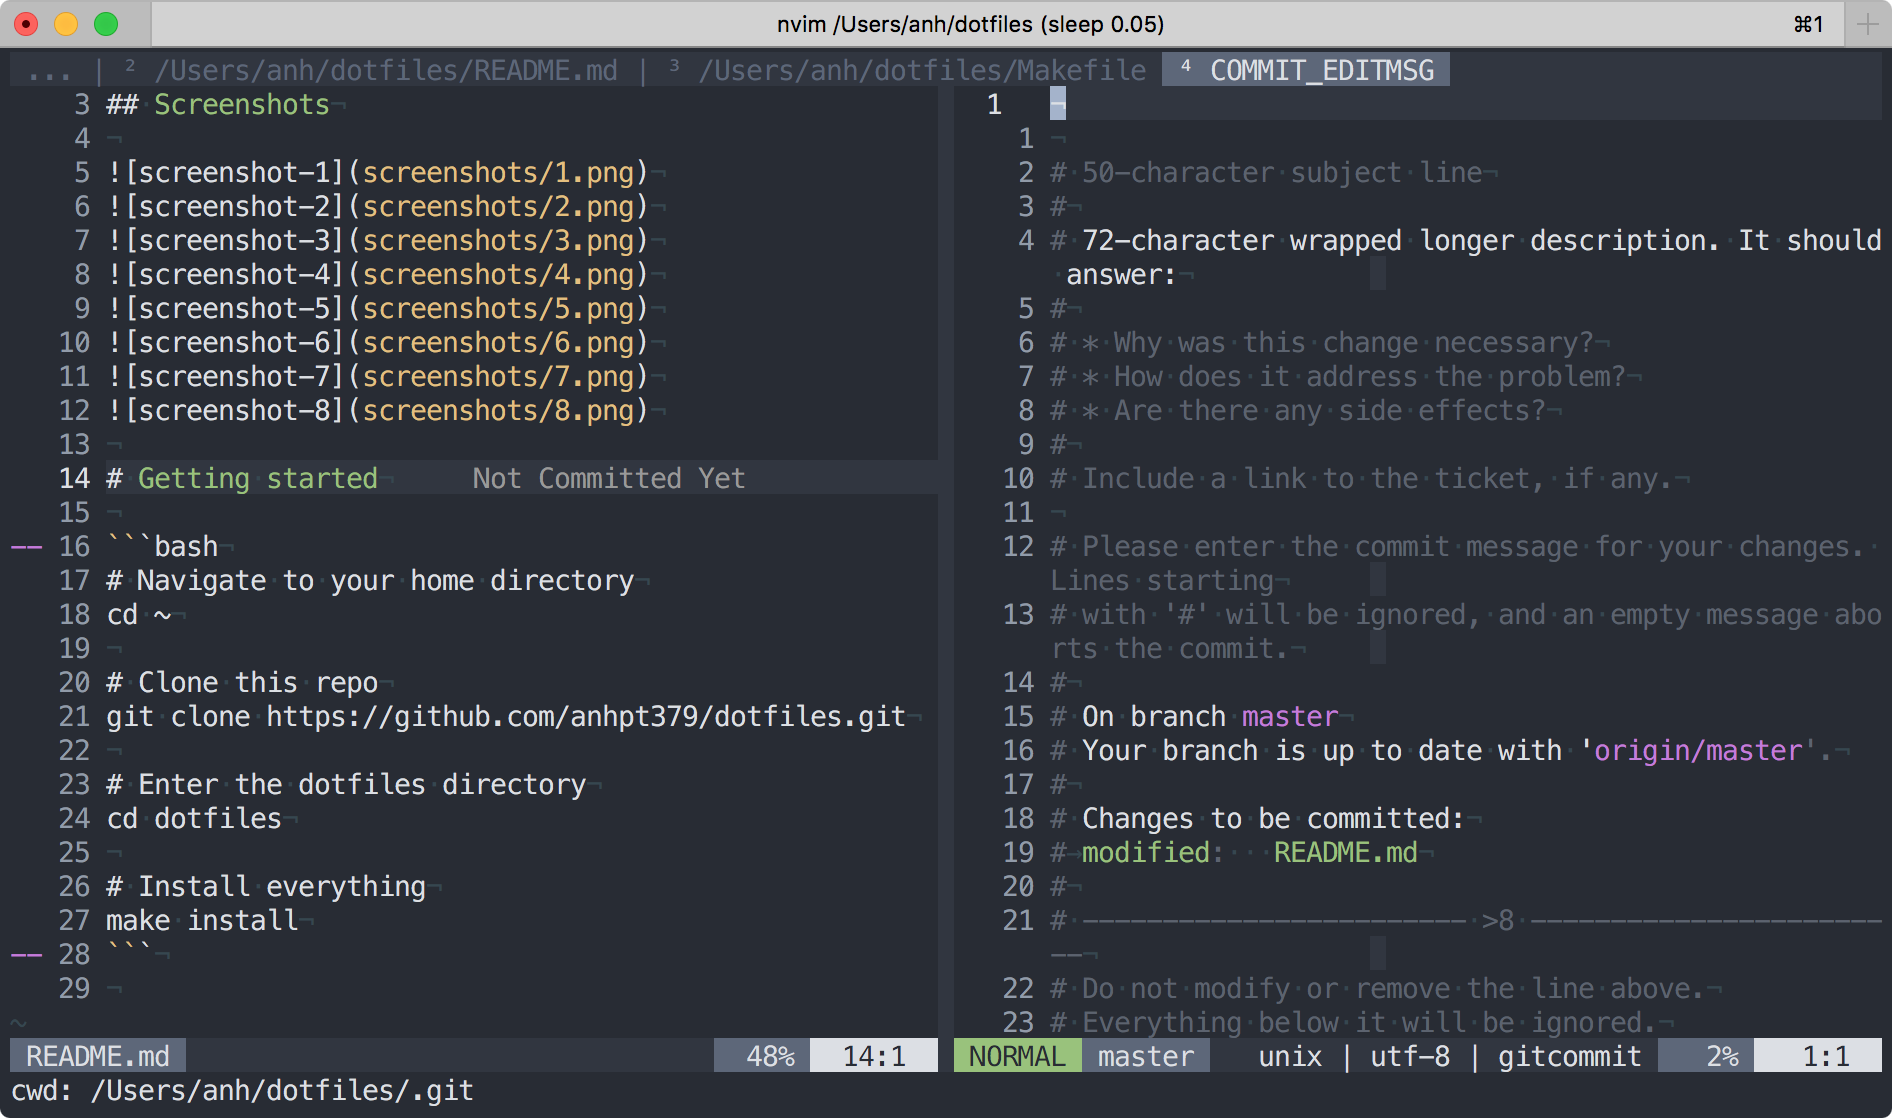 nvim /Users/anh/dotfiles (sleep 0.05) ⌘1
... | ² /Users/anh/dotfiles/README.md | ³ /Users/anh/dotfiles/Makefile ⁴ COMMIT_EDITMSG
3 ## Screenshots¬
4 ¬
5 ![screenshot-1](screenshots/1.png)¬
6 ![screenshot-2](screenshots/2.png)¬
7 ![screenshot-3](screenshots/3.png)¬
8 ![screenshot-4](screenshots/4.png)¬
9 ![screenshot-5](screenshots/5.png)¬
10 ![screenshot-6](screenshots/6.png)¬
11 ![screenshot-7](screenshots/7.png)¬
12 ![screenshot-8](screenshots/8.png)¬
13 ¬
14 #·Getting·started¬ Not Committed Yet
15 ¬
16 ```bash¬
17 #·Navigate·to·your·home·directory¬
18 cd·~¬
19 ¬
20 #·Clone·this·repo¬
21 git·clone·https://github.com/anhpt379/dotfiles.git¬
22 ¬
23 #·Enter·the·dotfiles·directory¬
24 cd·dotfiles¬
25 ¬
26 #·Install·everything¬
27 make·install¬
28 ```¬
29 ¬
~
README.md 48% 14:1
1 ¬
1 ¬
2 #·50-character·subject·line¬
3 #¬
4 #·72-character·wrapped·longer·description.·It·should
·answer:¬
5 #¬
6 #·*·Why·was·this·change·necessary?¬
7 #·*·How·does·it·address·the·problem?¬
8 #·*·Are·there·any·side·effects?¬
9 #¬
10 #·Include·a·link·to·the·ticket,·if·any.¬
11 ¬
12 #·Please·enter·the·commit·message·for·your·changes.·
Lines·starting¬
13 #·with·'#'·will·be·ignored,·and·an·empty·message·abo
rts·the·commit.¬
14 #¬
15 #·On·branch·master¬
16 #·Your·branch·is·up·to·date·with·'origin/master'.¬
17 #¬
18 #·Changes·to·be·committed:¬
19 #→modified:···README.md¬
20 #¬
21 #·------------------------·>8·----------------------
--¬
22 #·Do·not·modify·or·remove·the·line·above.¬
23 #·Everything·below·it·will·be·ignored.¬
NORMAL master unix | utf-8 | gitcommit 2% 1:1
cwd: /Users/anh/dotfiles/.git